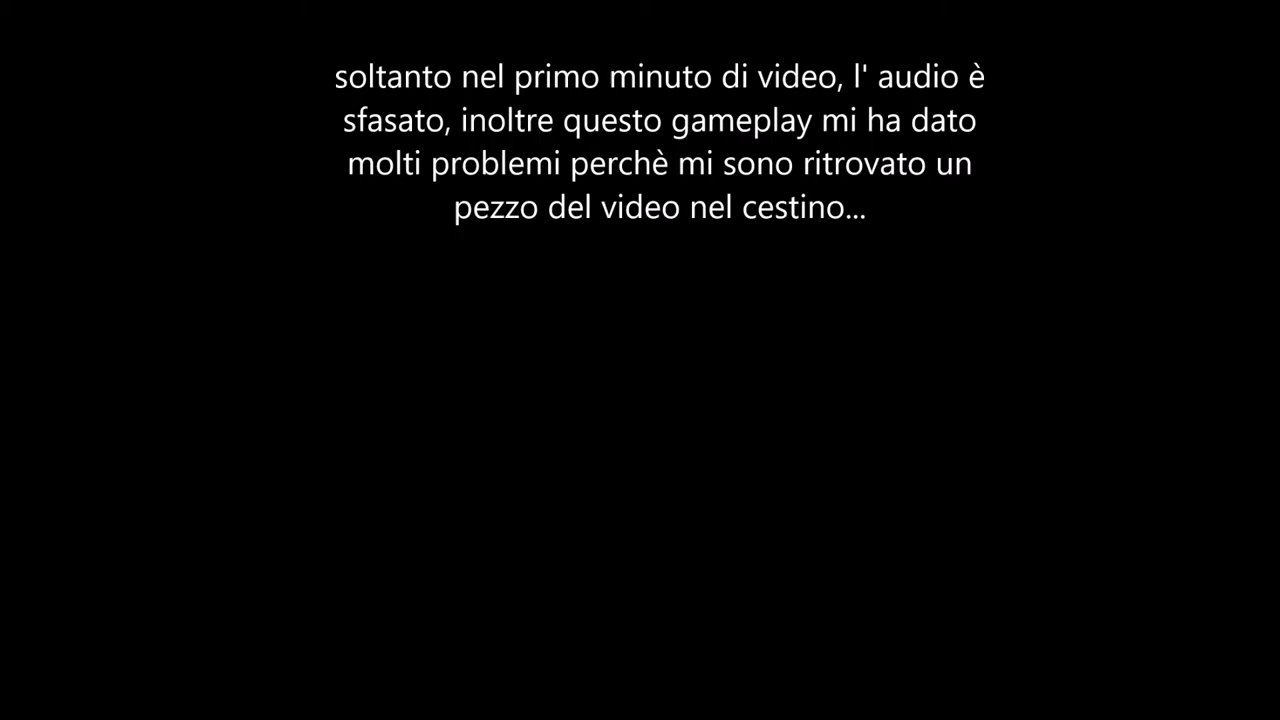 soltanto nel primo minuto di video, l' audio è
sfasato, inoltre questo gameplay mi ha dato
molti problemi perchè mi sono ritrovato un
pezzo del video nel cestino...